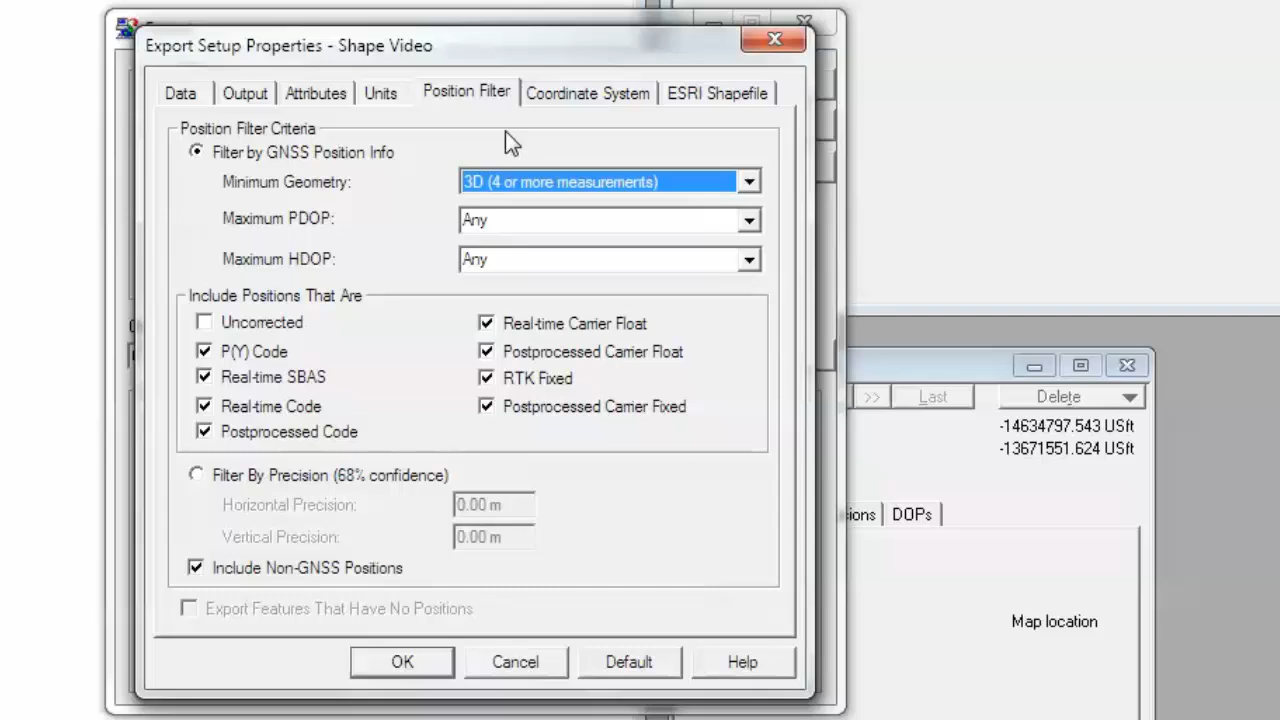 Export Setup Properties - Shape Video
Data Output Attributes Units Position Filter Coordinate System ESRI Shapefile
Position Filter Criteria
Filter by GNSS Position Info
Minimum Geometry: 3D (4 or more measurements)
Maximum PDOP: Any
Maximum HDOP: Any
Include Positions That Are
Uncorrected Real-time Carrier Float
P(Y) Code Postprocessed Carrier Float
Real-time SBAS RTK Fixed
Real-time Code Postprocessed Carrier Fixed
Postprocessed Code
Filter By Precision (68% confidence)
Horizontal Precision: 0.00 m
Vertical Precision: 0.00 m
Include Non-GNSS Positions
Export Features That Have No Positions
OK Cancel Default Help
>> Last Delete
-14634797.543 USft
-13671551.624 USft
DOPs
Map location